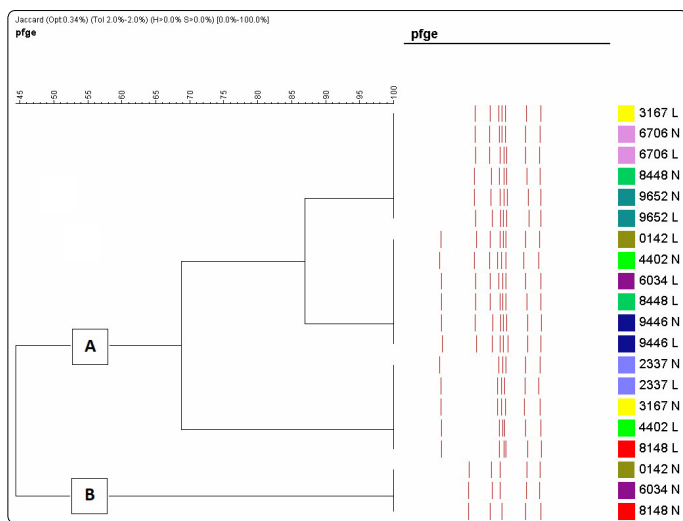 Jaccard (Opt:0.34%) (Tol 2.0%-2.0%) (H>0.0% S>0.0%) [0.0%-100.0%]
pfge
pfge
45 50 55 60 65 70 75 80 85 90 95 100
3167 L
6706 N
6706 L
8448 N
9652 N
9652 L
0142 L
4402 N
6034 L
8448 L
9446 N
9446 L
2337 N
2337 L
3167 N
4402 L
8148 L
0142 N
6034 N
8148 N
A
B